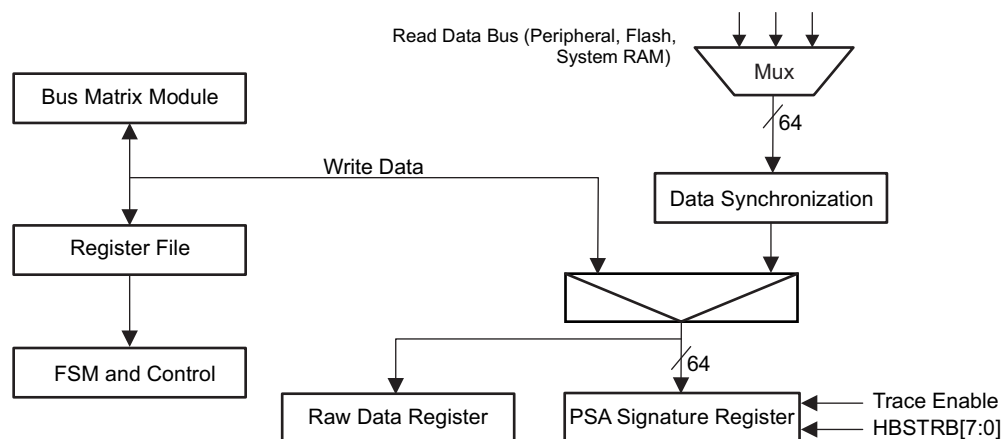 Read Data Bus (Peripheral, Flash,
System RAM)
Mux
Bus Matrix Module
64
Write Data
Data Synchronization
Register File
FSM and Control
64
Raw Data Register
PSA Signature Register
Trace Enable
HBSTRB[7:0]